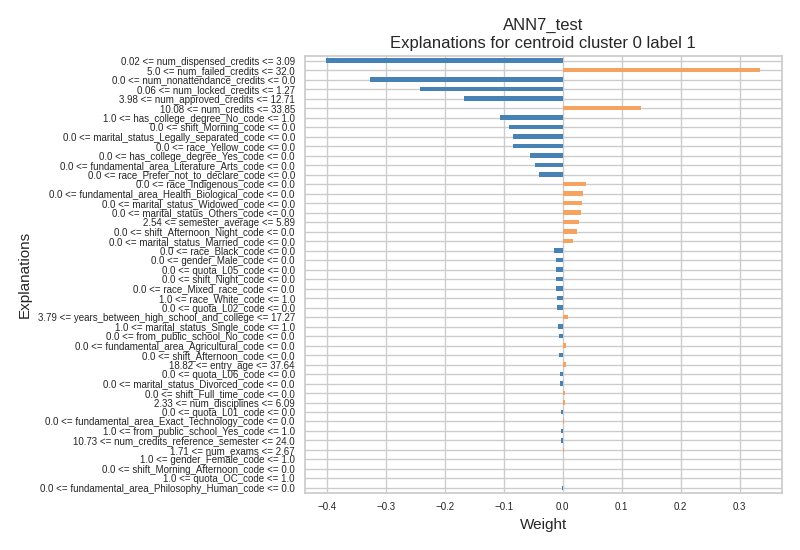 ANN7_test
Explanations for centroid cluster 0 label 1
0.02 <= num_dispensed_credits <= 3.09
5.0 <= num_failed_credits <= 32.0
0.0 <= num_nonattendance_credits <= 0.0
0.06 <= num_locked_credits <= 1.27
3.98 <= num_approved_credits <= 12.71
10.08 <= num_credits <= 33.85
1.0 <= has_college_degree_No_code <= 1.0
0.0 <= shift_Morning_code <= 0.0
0.0 <= marital_status_Legally_separated_code <= 0.0
0.0 <= race_Yellow_code <= 0.0
0.0 <= has_college_degree_Yes_code <= 0.0
0.0 <= fundamental_area_Literature_Arts_code <= 0.0
0.0 <= race_Prefer_not_to_declare_code <= 0.0
0.0 <= race_Indigenous_code <= 0.0
0.0 <= fundamental_area_Health_Biological_code <= 0.0
0.0 <= marital_status_Widowed_code <= 0.0
0.0 <= marital_status_Others_code <= 0.0
2.54 <= semester_average <= 5.89
0.0 <= shift_Afternoon_Night_code <= 0.0
0.0 <= marital_status_Married_code <= 0.0
0.0 <= race_Black_code <= 0.0
0.0 <= gender_Male_code <= 0.0
0.0 <= quota_L05_code <= 0.0
0.0 <= shift_Night_code <= 0.0
0.0 <= race_Mixed_race_code <= 0.0
1.0 <= race_White_code <= 1.0
0.0 <= quota_L02_code <= 0.0
3.79 <= years_between_high_school_and_college <= 17.27
1.0 <= marital_status_Single_code <= 1.0
0.0 <= from_public_school_No_code <= 0.0
0.0 <= fundamental_area_Agricultural_code <= 0.0
0.0 <= shift_Afternoon_code <= 0.0
18.82 <= entry_age <= 37.64
0.0 <= quota_L06_code <= 0.0
0.0 <= marital_status_Divorced_code <= 0.0
0.0 <= shift_Full_time_code <= 0.0
2.33 <= num_disciplines <= 6.09
0.0 <= quota_L01_code <= 0.0
0.0 <= fundamental_area_Exact_Technology_code <= 0.0
1.0 <= from_public_school_Yes_code <= 1.0
10.73 <= num_credits_reference_semester <= 24.0
1.71 <= num_exams <= 2.67
1.0 <= gender_Female_code <= 1.0
0.0 <= shift_Morning_Afternoon_code <= 0.0
1.0 <= quota_OC_code <= 1.0
0.0 <= fundamental_area_Philosophy_Human_code <= 0.0
Explanations
−0.4 −0.3 −0.2 −0.1 0.0 0.1 0.2 0.3
Weight